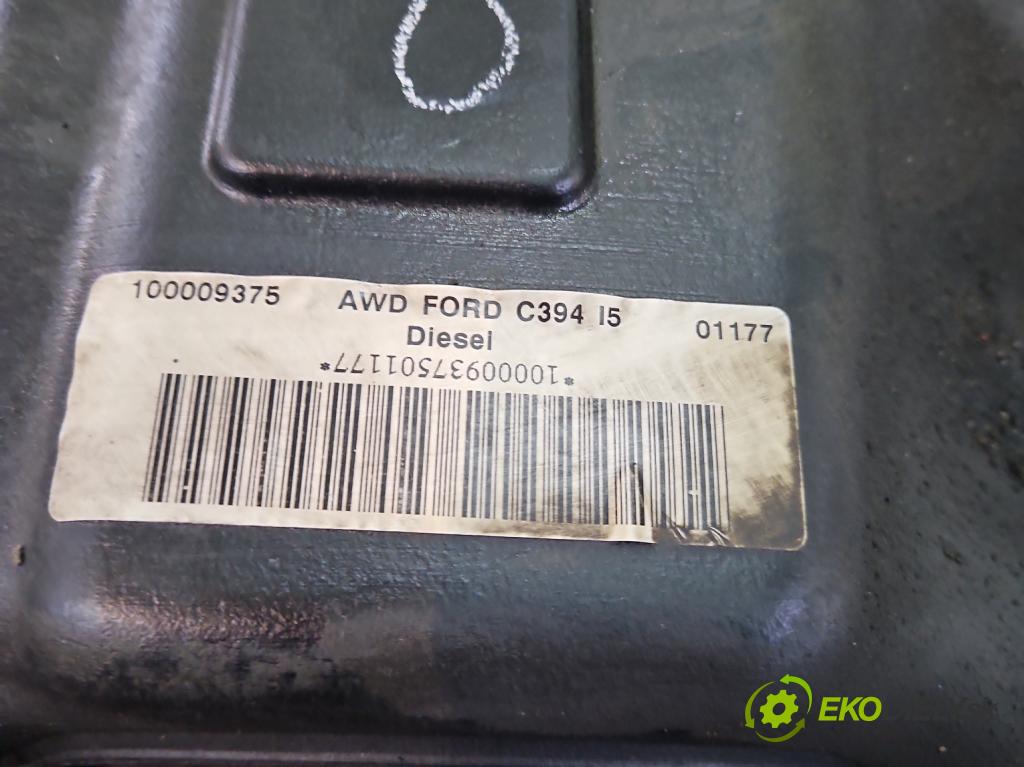 100009375 AWD FORD C394 I5 01177
Diesel
*10000937501177*
EKO